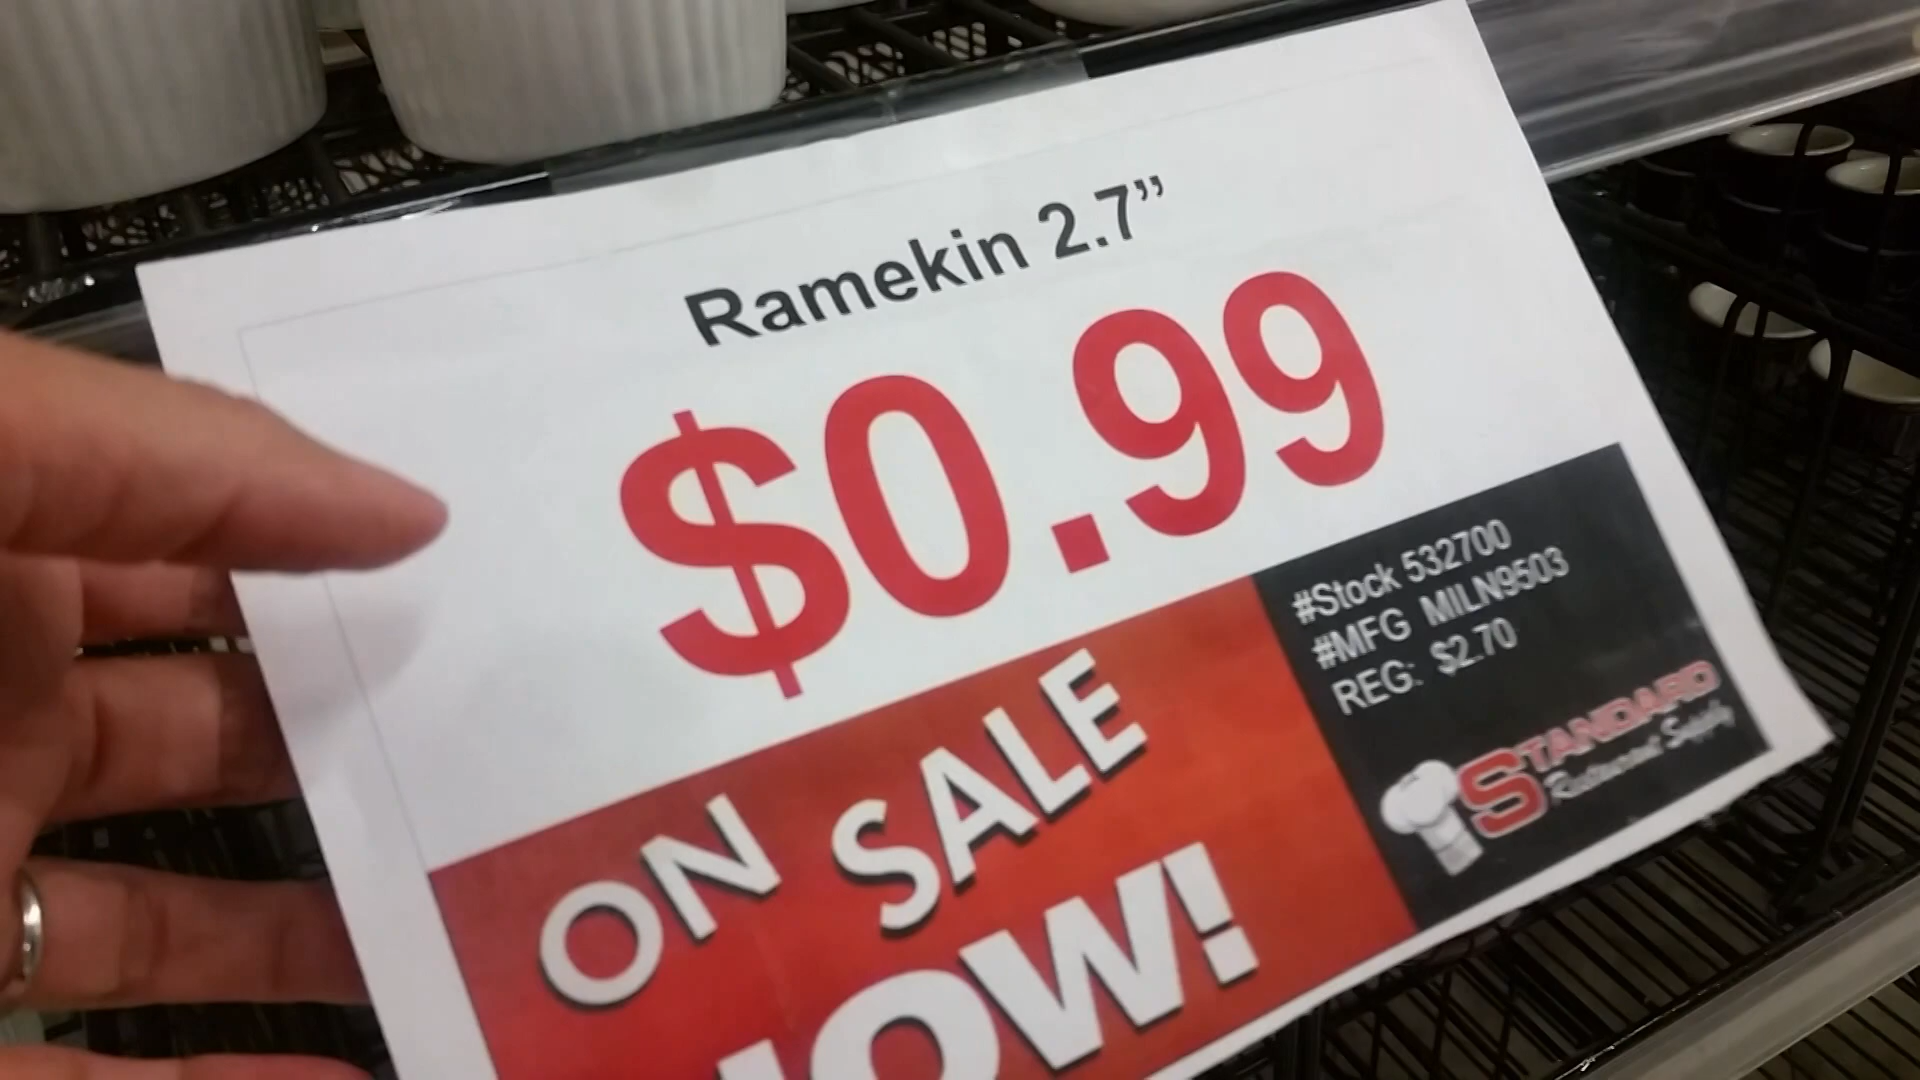 Ramekin 2.7”
$0.99
#Stock 532700
#MFG MILN9503
REG: $2.70
STANDARD
Restaurant Supply
ON SALE
NOW!